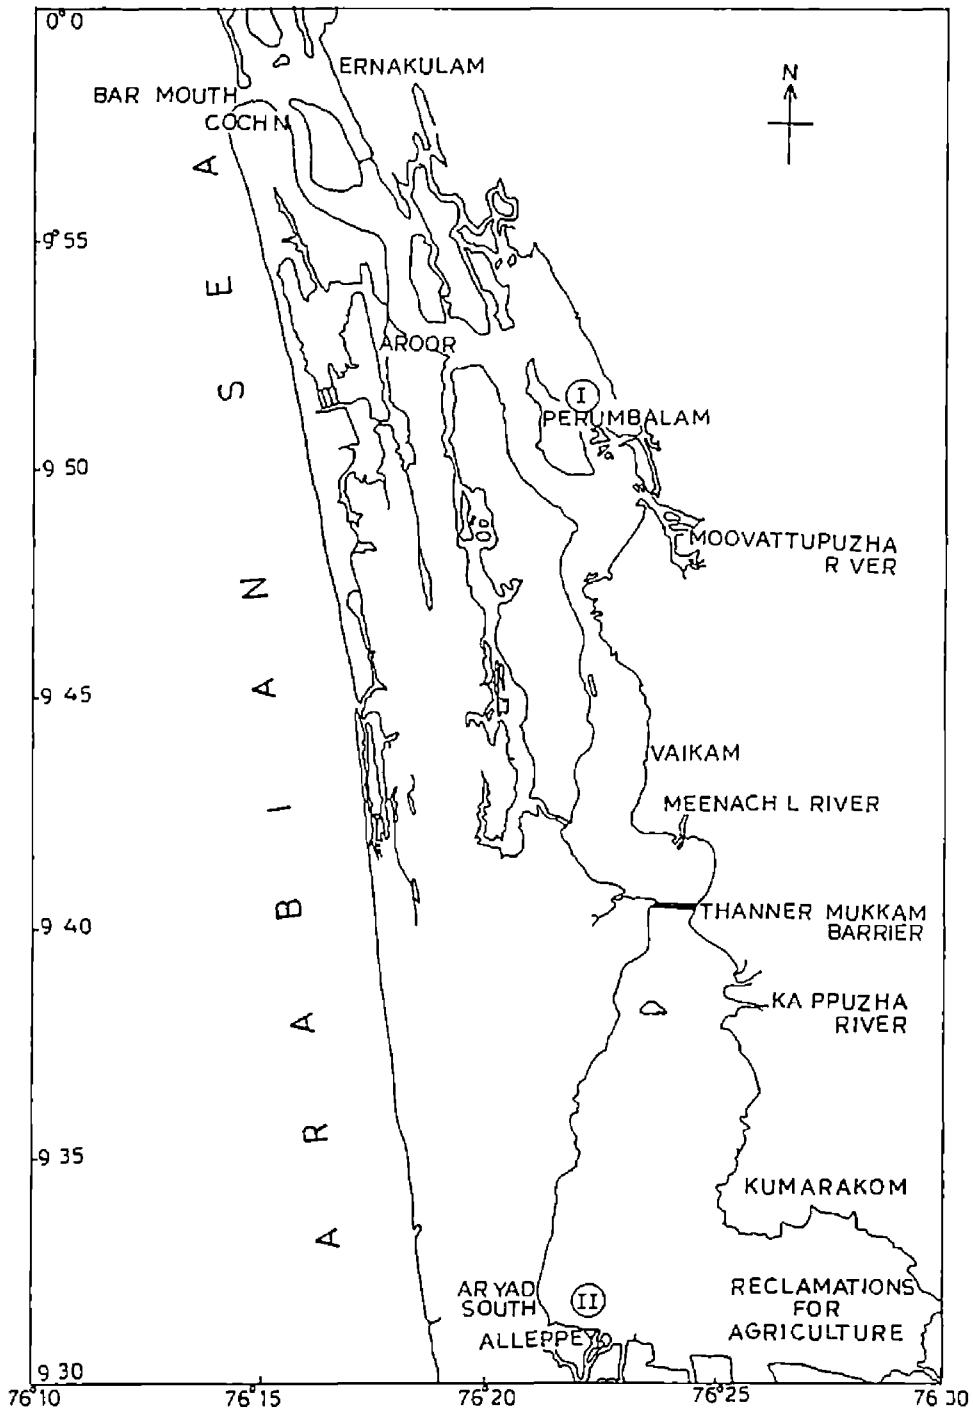 0° 0
ERNAKULAM
N
BAR MOUTH
COCH N
9° 55
AROOR
I
PERUMBALAM
9 50
MOOVATTUPUZHA
R VER
9 45
VAIKAM
MEENACH L RIVER
9 40
THANNER MUKKAM
BARRIER
KA PPUZHA
RIVER
9 35
KUMARAKOM
ARABIAN SEA
ARYAD
SOUTH
II
ALLEPPEY
RECLAMATIONS
FOR
AGRICULTURE
9 30
76°10
76°15
76°20
76°25
76 30